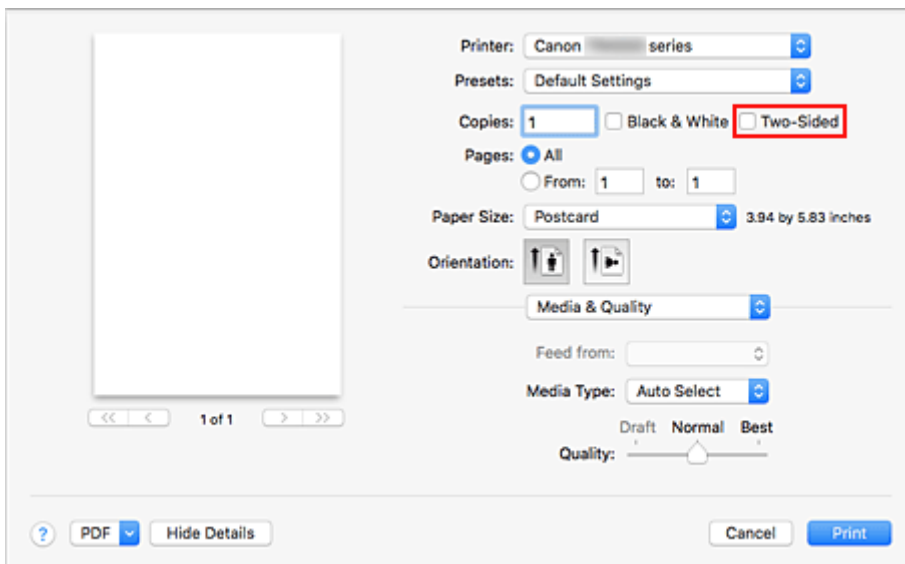 Printer: Canon series
Presets: Default Settings
Copies: 1 Black & White Two-Sided
Pages: All
From: 1 to: 1
Paper Size: Postcard 3.94 by 5.83 inches
Orientation:
Media & Quality
Feed from:
Media Type: Auto Select
Draft Normal Best
Quality:
<< < 1 of 1 > >>
? PDF Hide Details Cancel Print